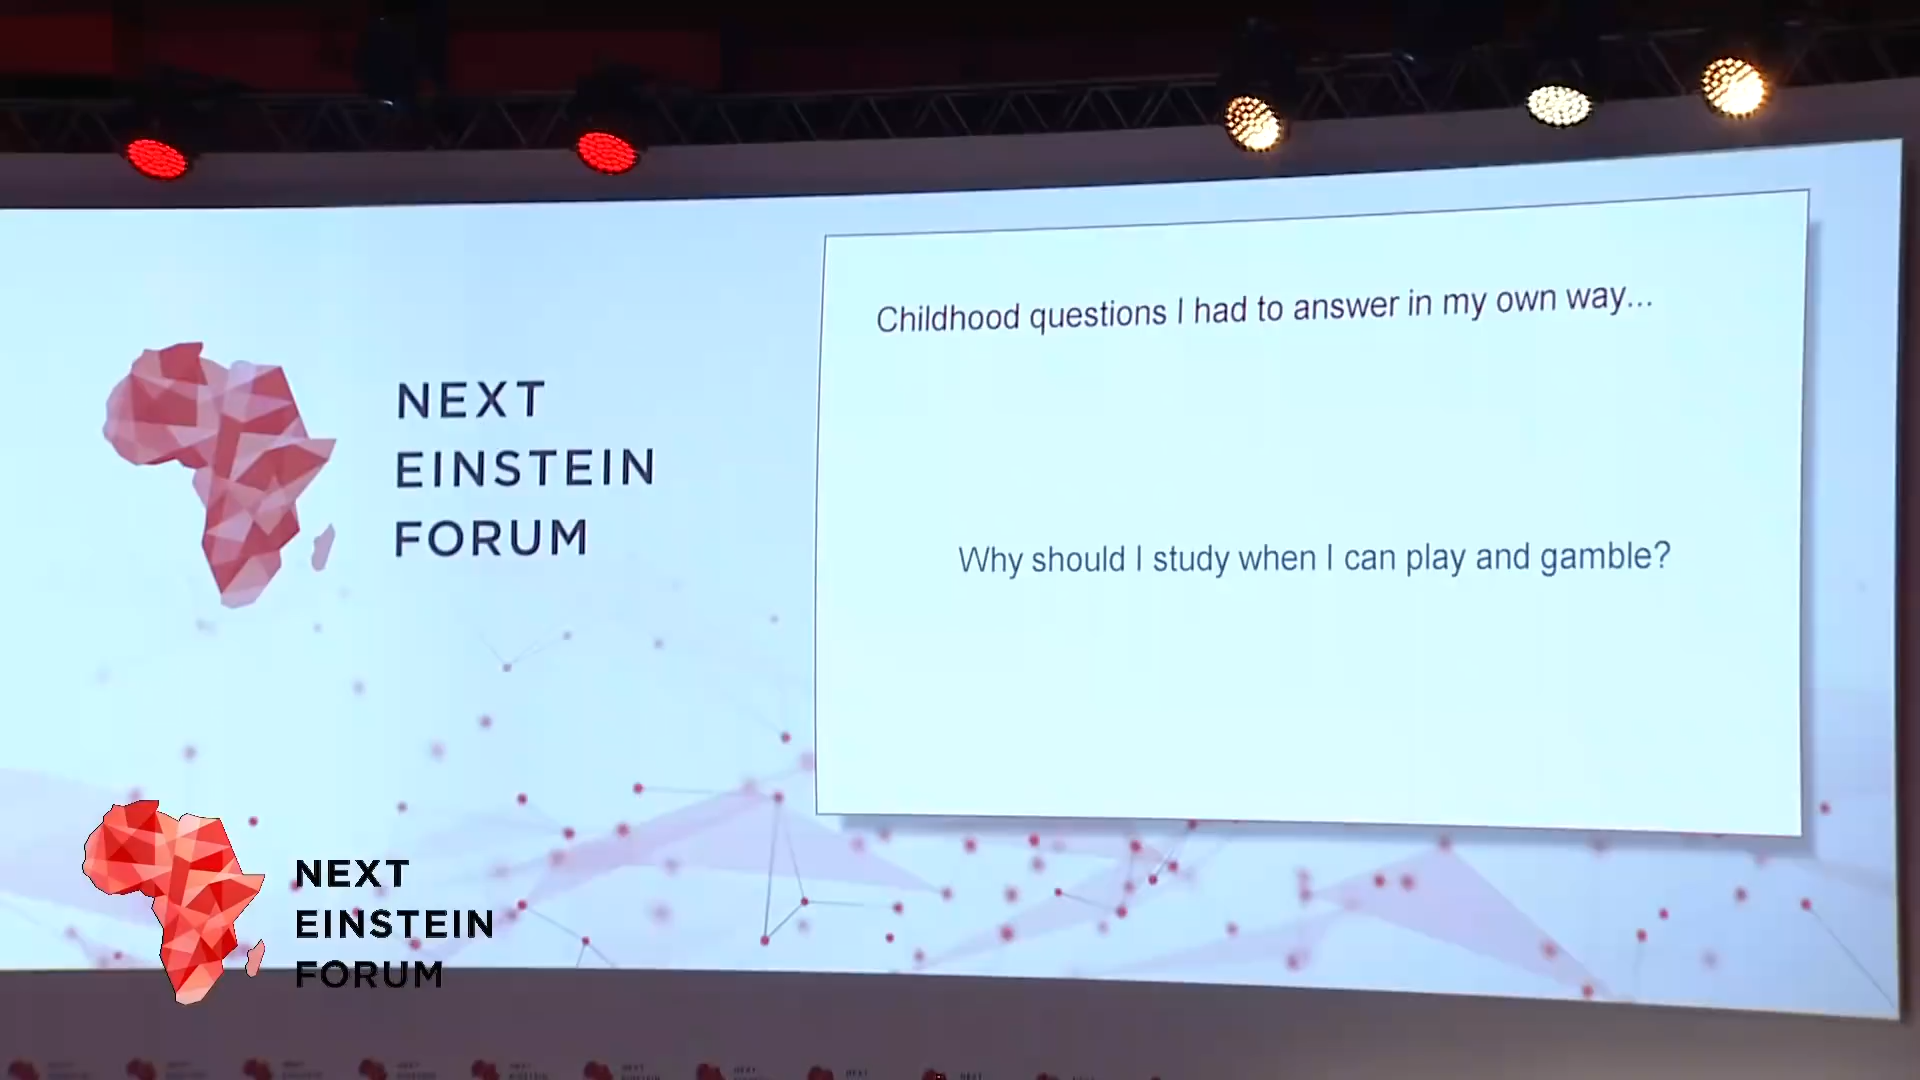 NEXT
EINSTEIN
FORUM
Childhood questions I had to answer in my own way...
Why should I study when I can play and gamble?
NEXT
EINSTEIN
FORUM